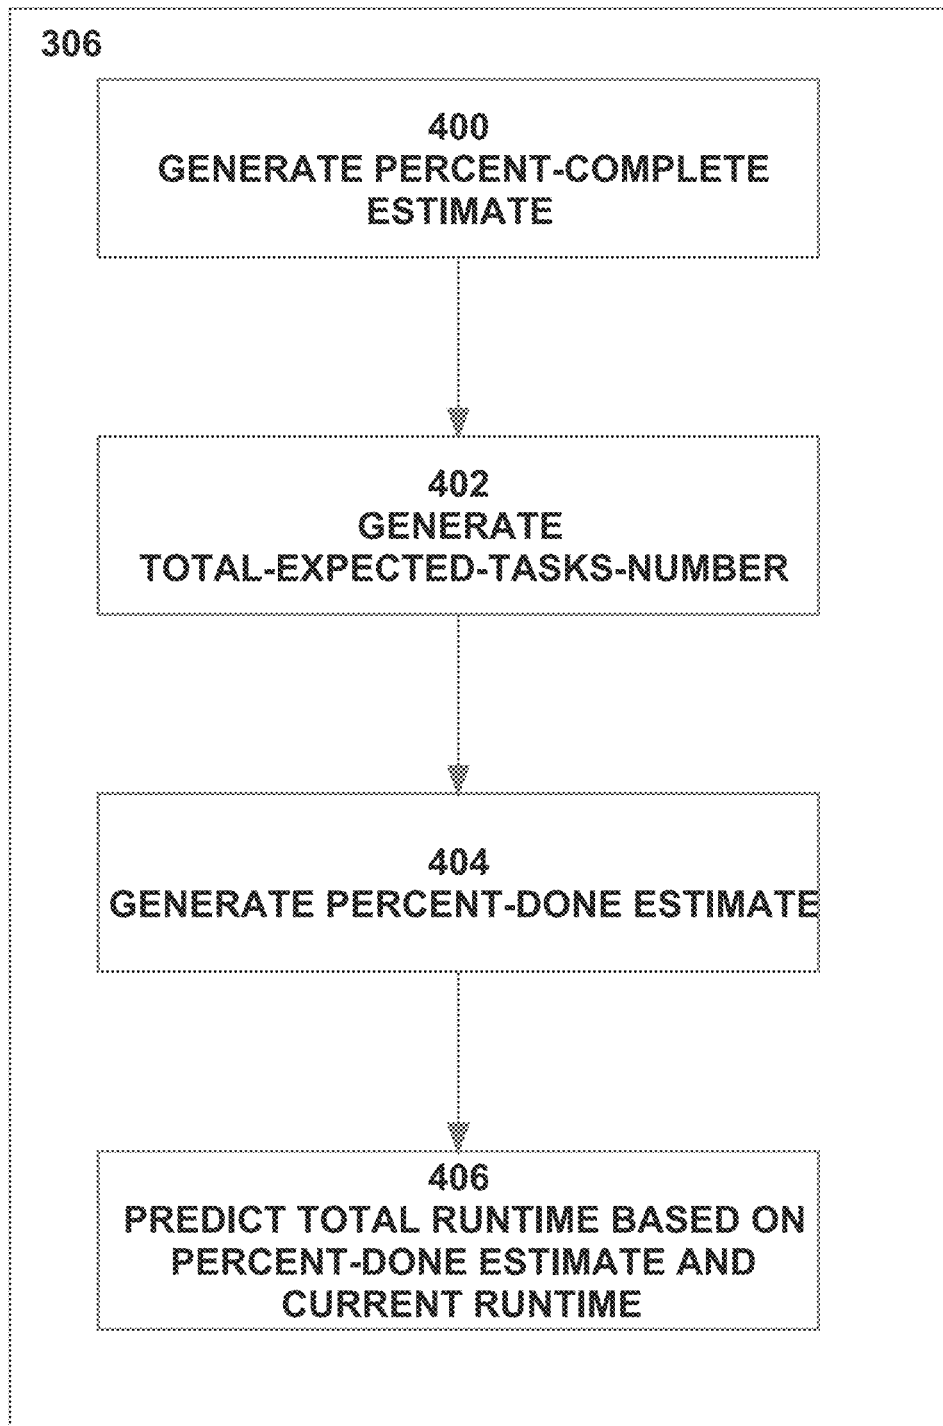 306
400
GENERATE PERCENT-COMPLETE
ESTIMATE
402
GENERATE
TOTAL-EXPECTED-TASKS-NUMBER
404
GENERATE PERCENT-DONE ESTIMATE
406
PREDICT TOTAL RUNTIME BASED ON
PERCENT-DONE ESTIMATE AND
CURRENT RUNTIME